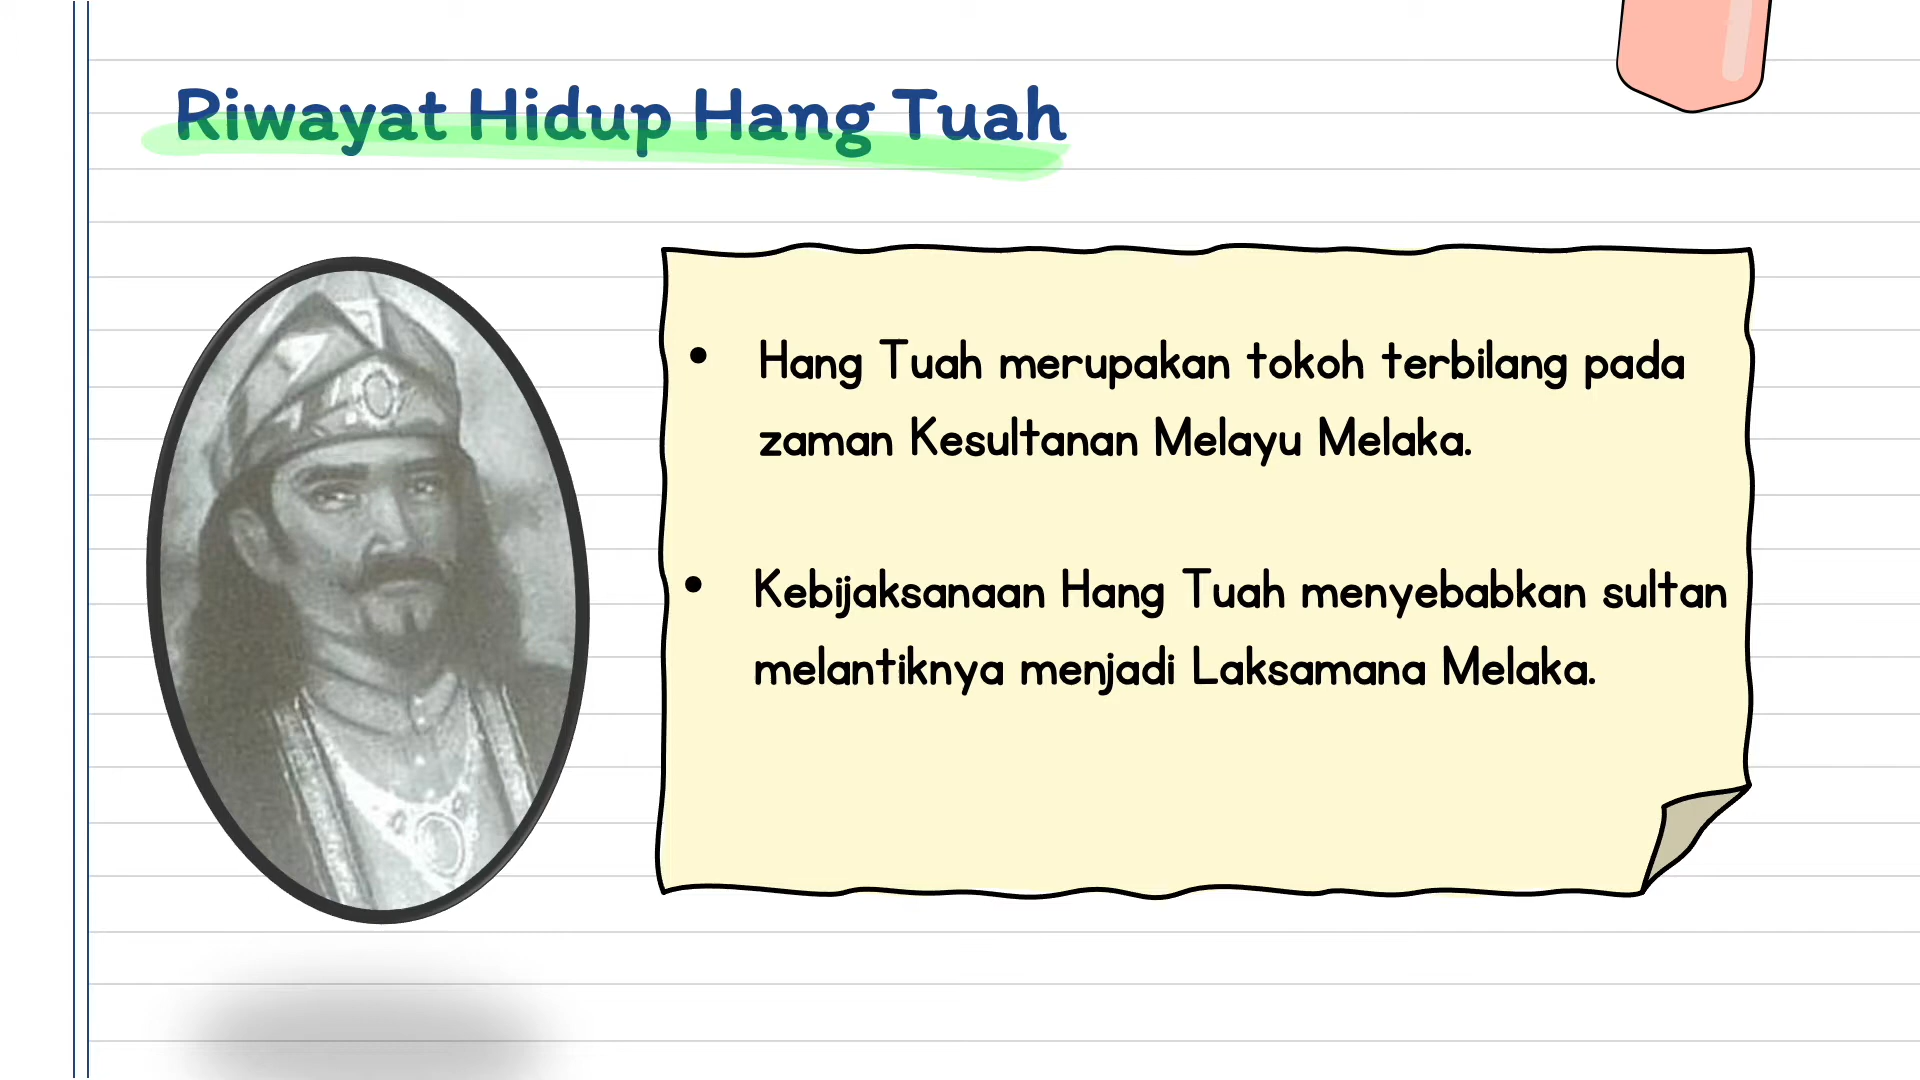 Riwayat Hidup Hang Tuah
• Hang Tuah merupakan tokoh terbilang pada
zaman Kesultanan Melayu Melaka.
• Kebijaksanaan Hang Tuah menyebabkan sultan
melantiknya menjadi Laksamana Melaka.